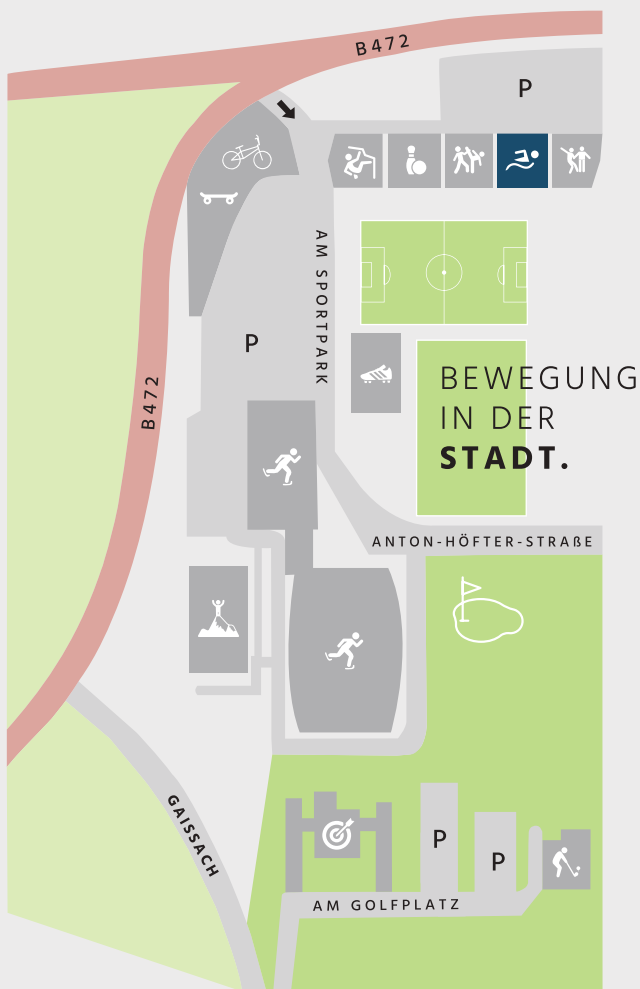 B472
P
AM SPORTPARK
P
BEWEGUNG
IN DER
STADT.
B472
ANTON-HÖFTER-STRAẞE
GAISSACH
P
P
AM GOLFPLATZ